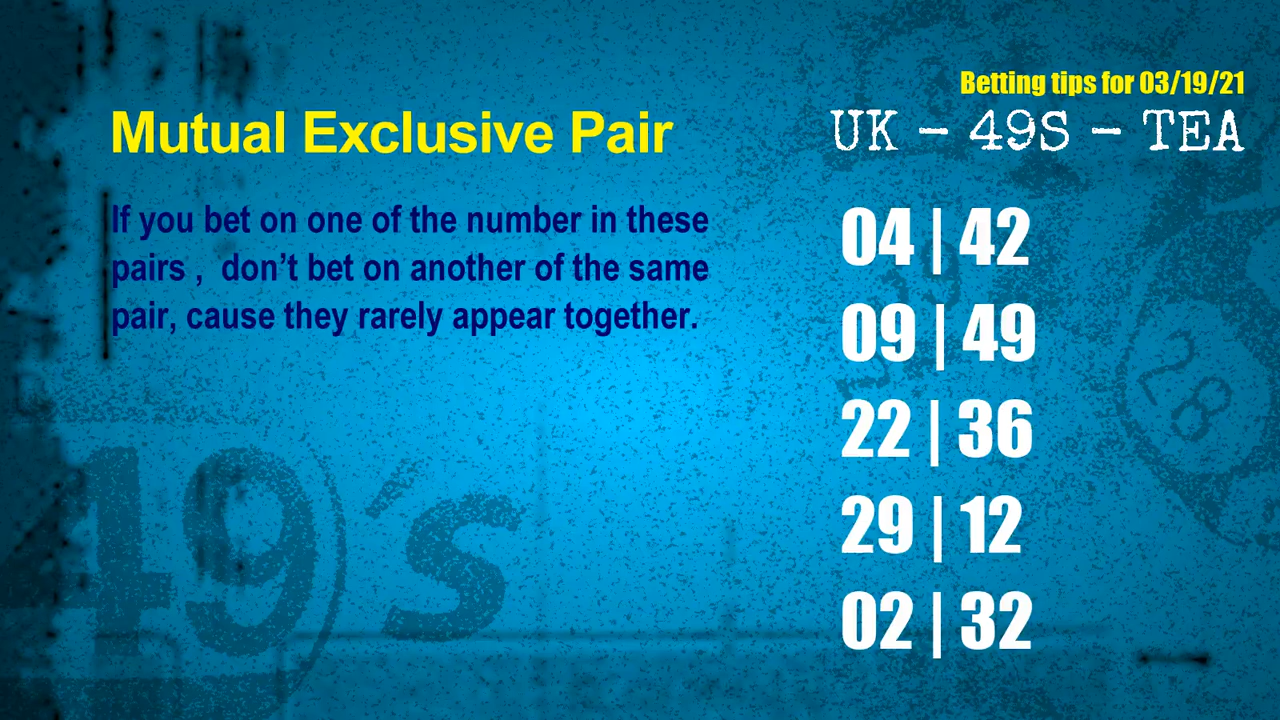 Betting tips for 03/19/21
Mutual Exclusive Pair
UK - 49S - TEA
If you bet on one of the number in these
pairs ,  don’t bet on another of the same
pair, cause they rarely appear together.
04 | 42
09 | 49
22 | 36
29 | 12
02 | 32
49's
28